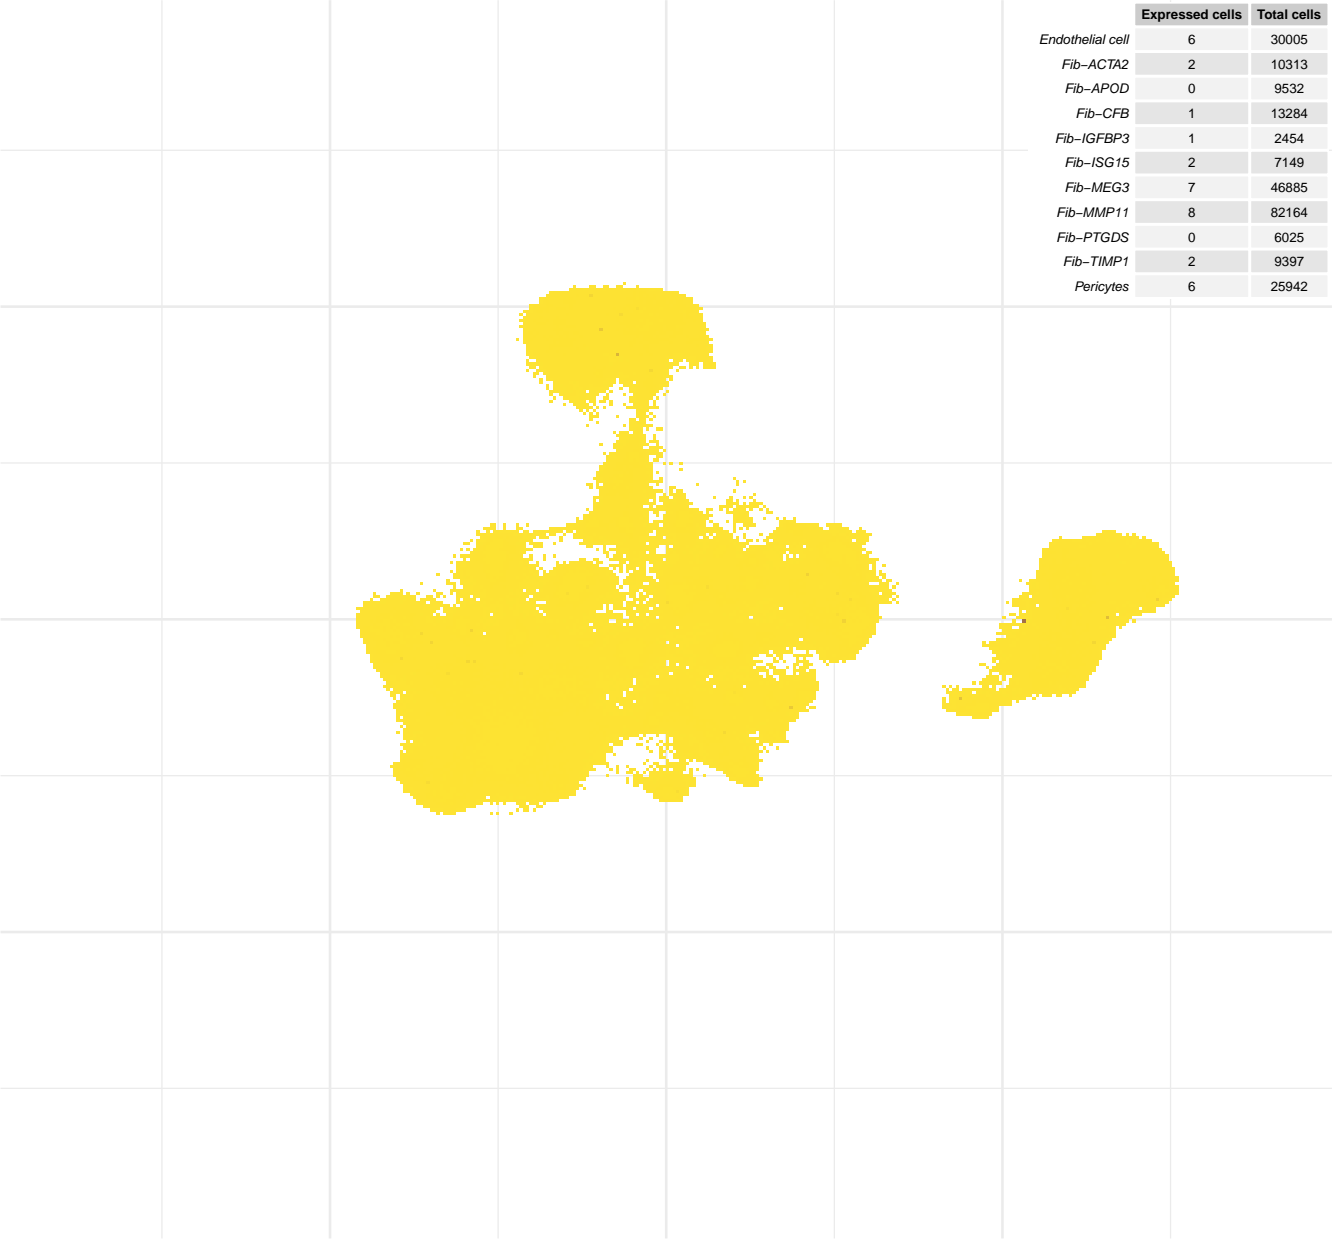 Expressed cells Total cells
Endothelial cell 6 30005
Fib−ACTA2 2 10313
Fib−APOD 0 9532
Fib−CFB 1 13284
Fib−IGFBP3 1 2454
Fib−ISG15 2 7149
Fib−MEG3 7 46885
Fib−MMP11 8 82164
Fib−PTGDS 0 6025
Fib−TIMP1 2 9397
Pericytes 6 25942